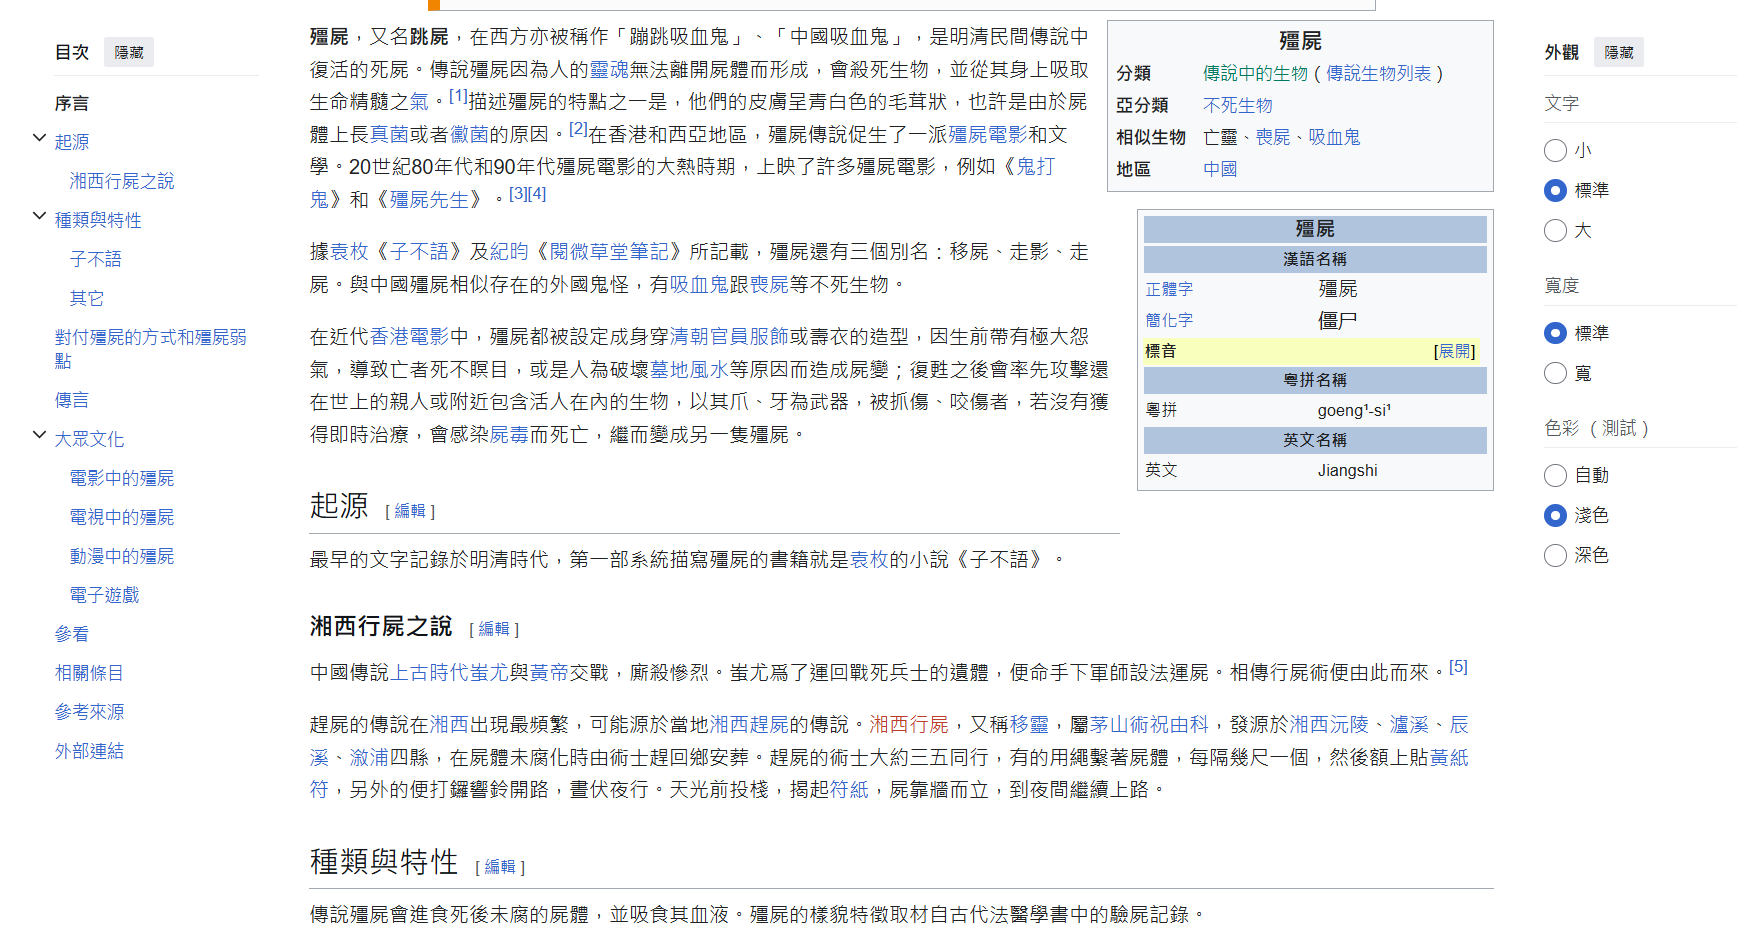 目次 隱藏
序言
起源
湘西行屍之說
種類與特性
子不語
其它
對付殭屍的方式和殭屍弱
點
傳言
大眾文化
電影中的殭屍
電視中的殭屍
動漫中的殭屍
電子遊戲
參看
相關條目
參考來源
外部連結
殭屍，又名跳屍，在西方亦被稱作「蹦跳吸血鬼」、「中國吸血鬼」，是明清民間傳說中
復活的死屍。傳說殭屍因為人的靈魂無法離開屍體而形成，會殺死生物，並從其身上吸取
生命精髓之氣。[1]描述殭屍的特點之一是，他們的皮膚呈青白色的毛茸狀，也許是由於屍
體上長真菌或者黴菌的原因。[2]在香港和西亞地區，殭屍傳說促生了一派殭屍電影和文
學。20世紀80年代和90年代殭屍電影的大熱時期，上映了許多殭屍電影，例如《鬼打
鬼》和《殭屍先生》。[3][4]
據袁枚《子不語》及紀昀《閱微草堂筆記》所記載，殭屍還有三個別名：移屍、走影、走
屍。與中國殭屍相似存在的外國鬼怪，有吸血鬼跟喪屍等不死生物。
在近代香港電影中，殭屍都被設定成身穿清朝官員服飾或壽衣的造型，因生前帶有極大怨
氣，導致亡者死不瞑目，或是人為破壞墓地風水等原因而造成屍變；復甦之後會率先攻擊還
在世上的親人或附近包含活人在內的生物，以其爪、牙為武器，被抓傷、咬傷者，若沒有獲
得即時治療，會感染屍毒而死亡，繼而變成另一隻殭屍。
殭屍
分類 傳說中的生物（傳說生物列表）
亞分類 不死生物
相似生物 亡靈、喪屍、吸血鬼
地區 中國
殭屍
漢語名稱
正體字 殭屍
簡化字 僵尸
標音 [展開]
粵拼名稱
粵拼 goeng¹-si¹
英文名稱
英文 Jiangshi
起源 [ 編輯 ]
最早的文字記錄於明清時代，第一部系統描寫殭屍的書籍就是袁枚的小說《子不語》。
湘西行屍之說 [ 編輯 ]
中國傳說上古時代蚩尤與黃帝交戰，廝殺慘烈。蚩尤爲了運回戰死兵士的遺體，便命手下軍師設法運屍。相傳行屍術便由此而來。[5]
趕屍的傳說在湘西出現最頻繁，可能源於當地湘西趕屍的傳說。湘西行屍，又稱移靈，屬茅山術祝由科，發源於湘西沅陵、瀘溪、辰
溪、漵浦四縣，在屍體未腐化時由術士趕回鄉安葬。趕屍的術士大約三五同行，有的用繩繫著屍體，每隔幾尺一個，然後額上貼黃紙
符，另外的便打鑼響鈴開路，晝伏夜行。天光前投棧，揭起符紙，屍靠牆而立，到夜間繼續上路。
種類與特性 [ 編輯 ]
傳說殭屍會進食死後未腐的屍體，並吸食其血液。殭屍的樣貌特徵取材自古代法醫學書中的驗屍記錄。
外觀 隱藏
文字
小
標準
大
寬度
標準
寬
色彩（測試）
自動
淺色
深色